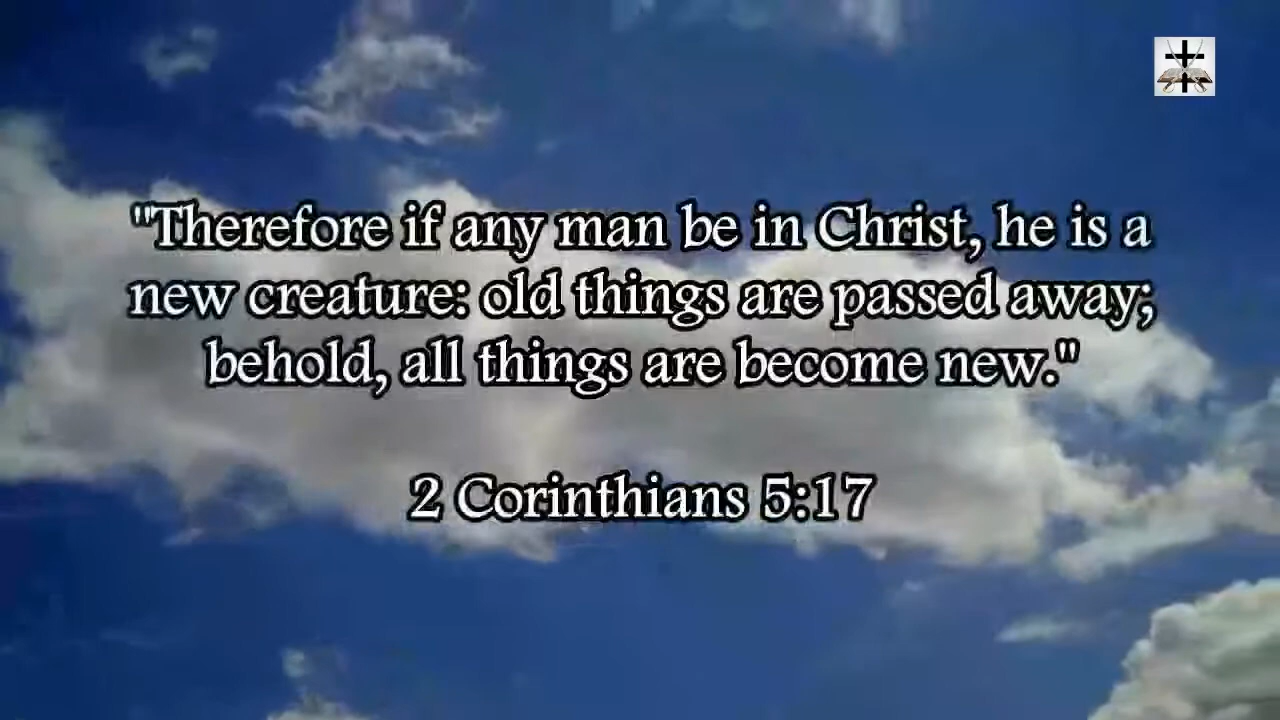 "Therefore if any man be in Christ, he is a
new creature: old things are passed away;
behold, all things are become new."
2 Corinthians 5:17